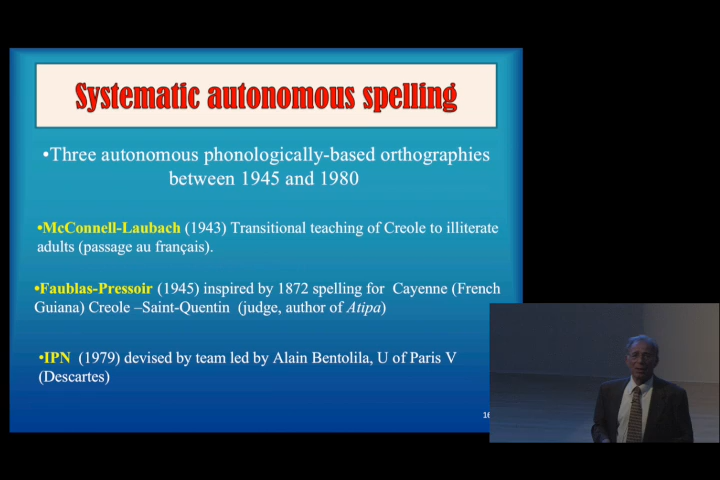 Systematic autonomous spelling
•Three autonomous phonologically-based orthographies
between 1945 and 1980
•McConnell-Laubach (1943) Transitional teaching of Creole to illiterate
adults (passage au français).
•Faublas-Pressoir (1945) inspired by 1872 spelling for Cayenne (French
Guiana) Creole –Saint-Quentin (judge, author of Atipa)
•IPN (1979) devised by team led by Alain Bentolila, U of Paris V
(Descartes)
16